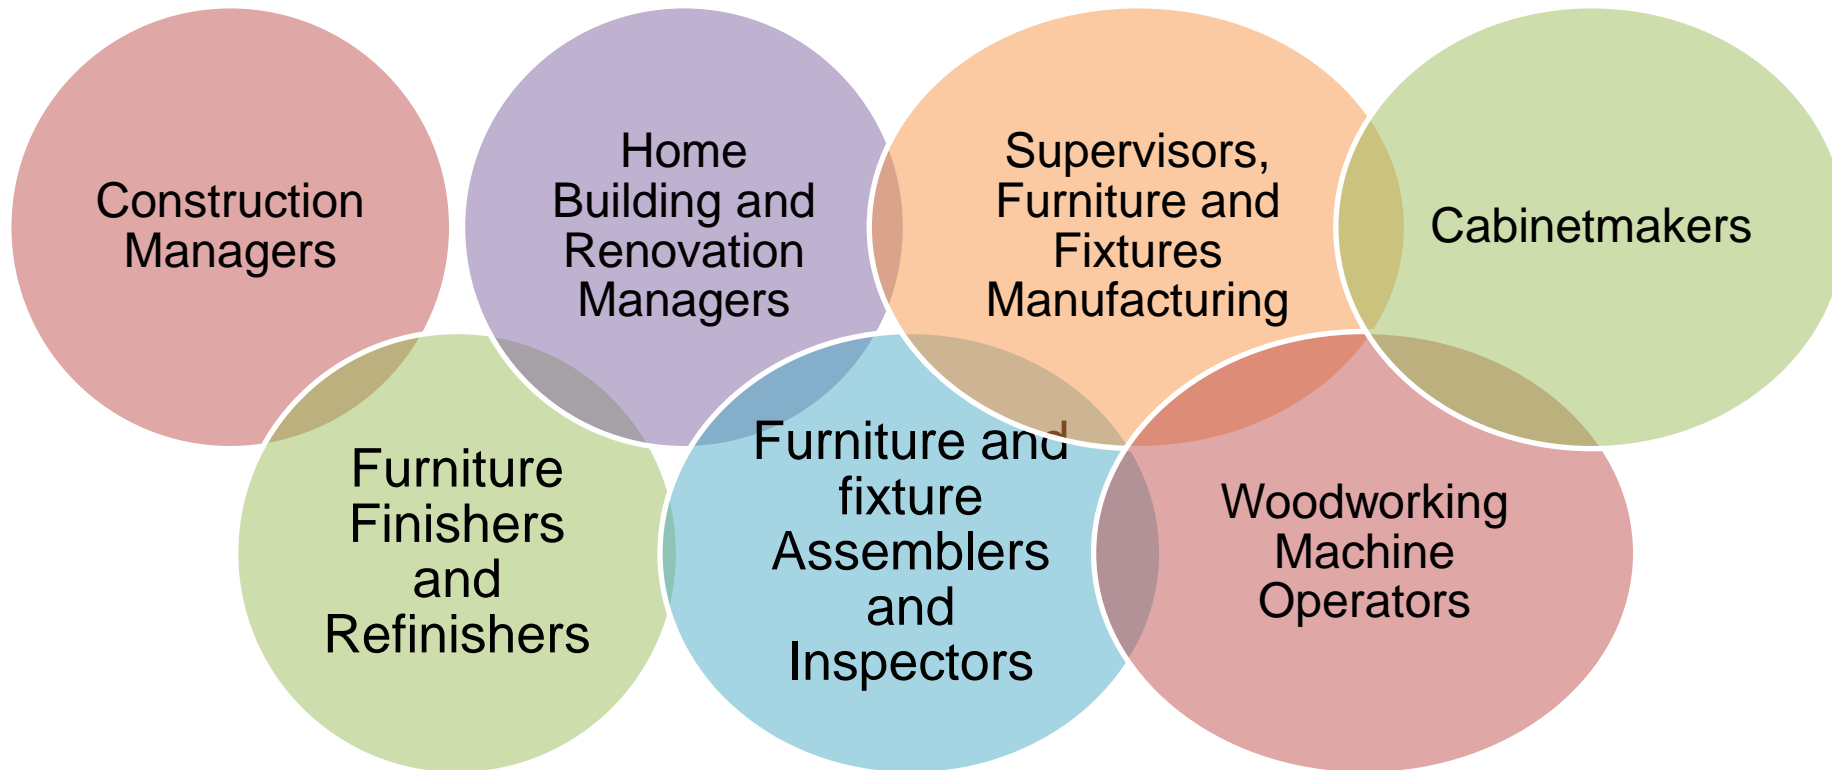 Construction
Managers
Home
Building and
Renovation
Managers
Supervisors,
Furniture and
Fixtures
Manufacturing
Cabinetmakers
Furniture
Finishers
and
Refinishers
Furniture and
fixture
Assemblers
and
Inspectors
Woodworking
Machine
Operators